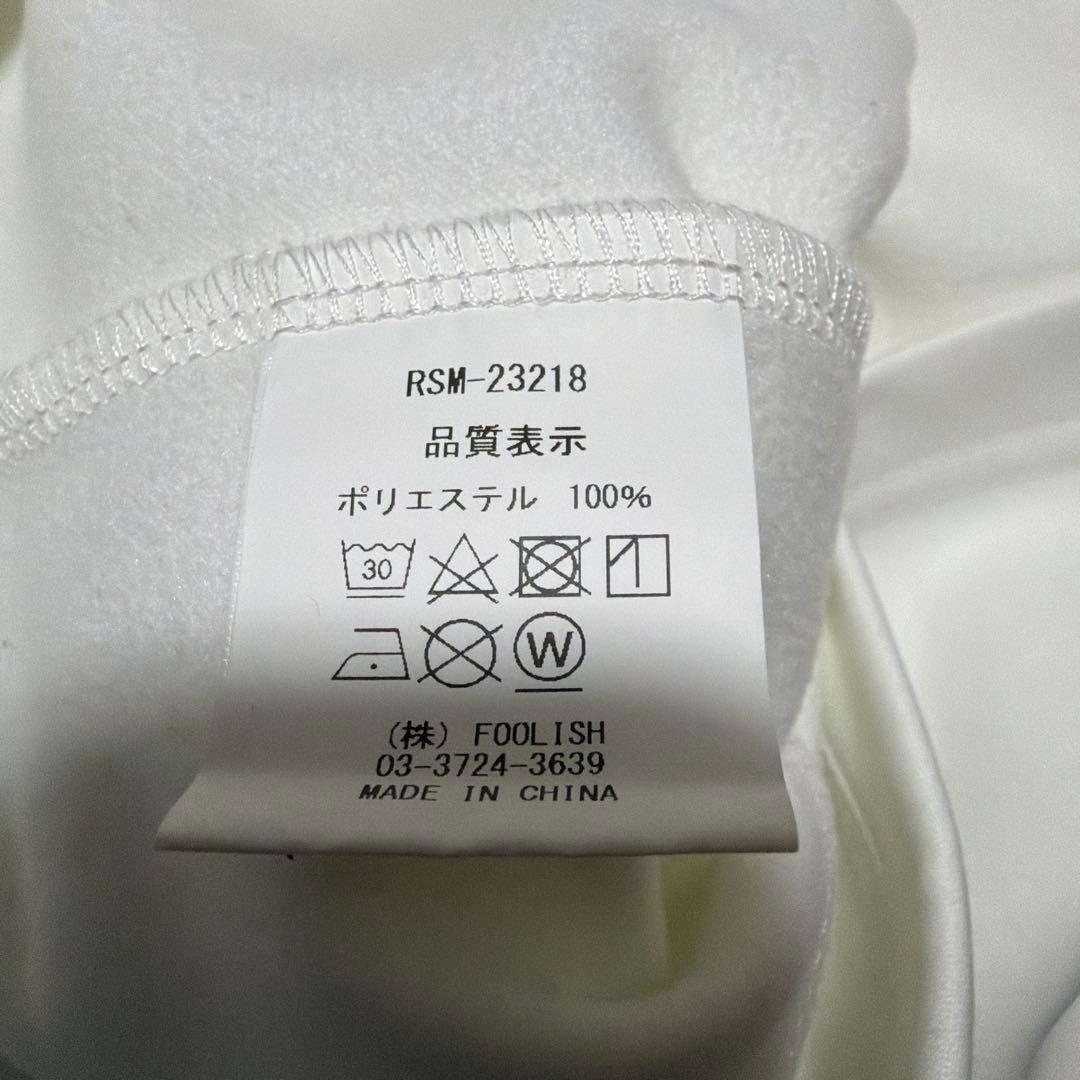 RSM-23218
品質表示
ポリエステル 100%
30
W
(株) FOOLISH
03-3724-3639
MADE IN CHINA